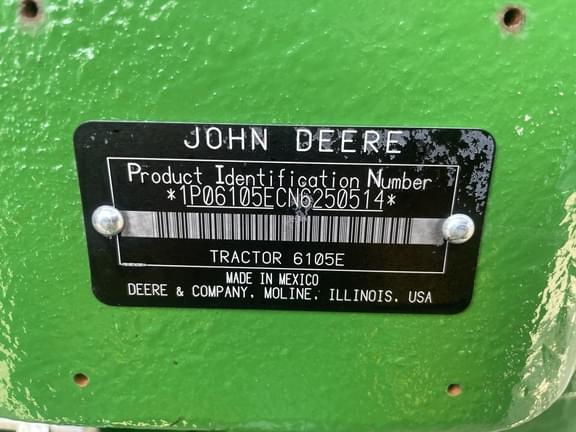 JOHN DEERE
Product Identification Number
*1P06105ECN6250514*
TRACTOR 6105E
MADE IN MEXICO
DEERE & COMPANY, MOLINE, ILLINOIS, USA